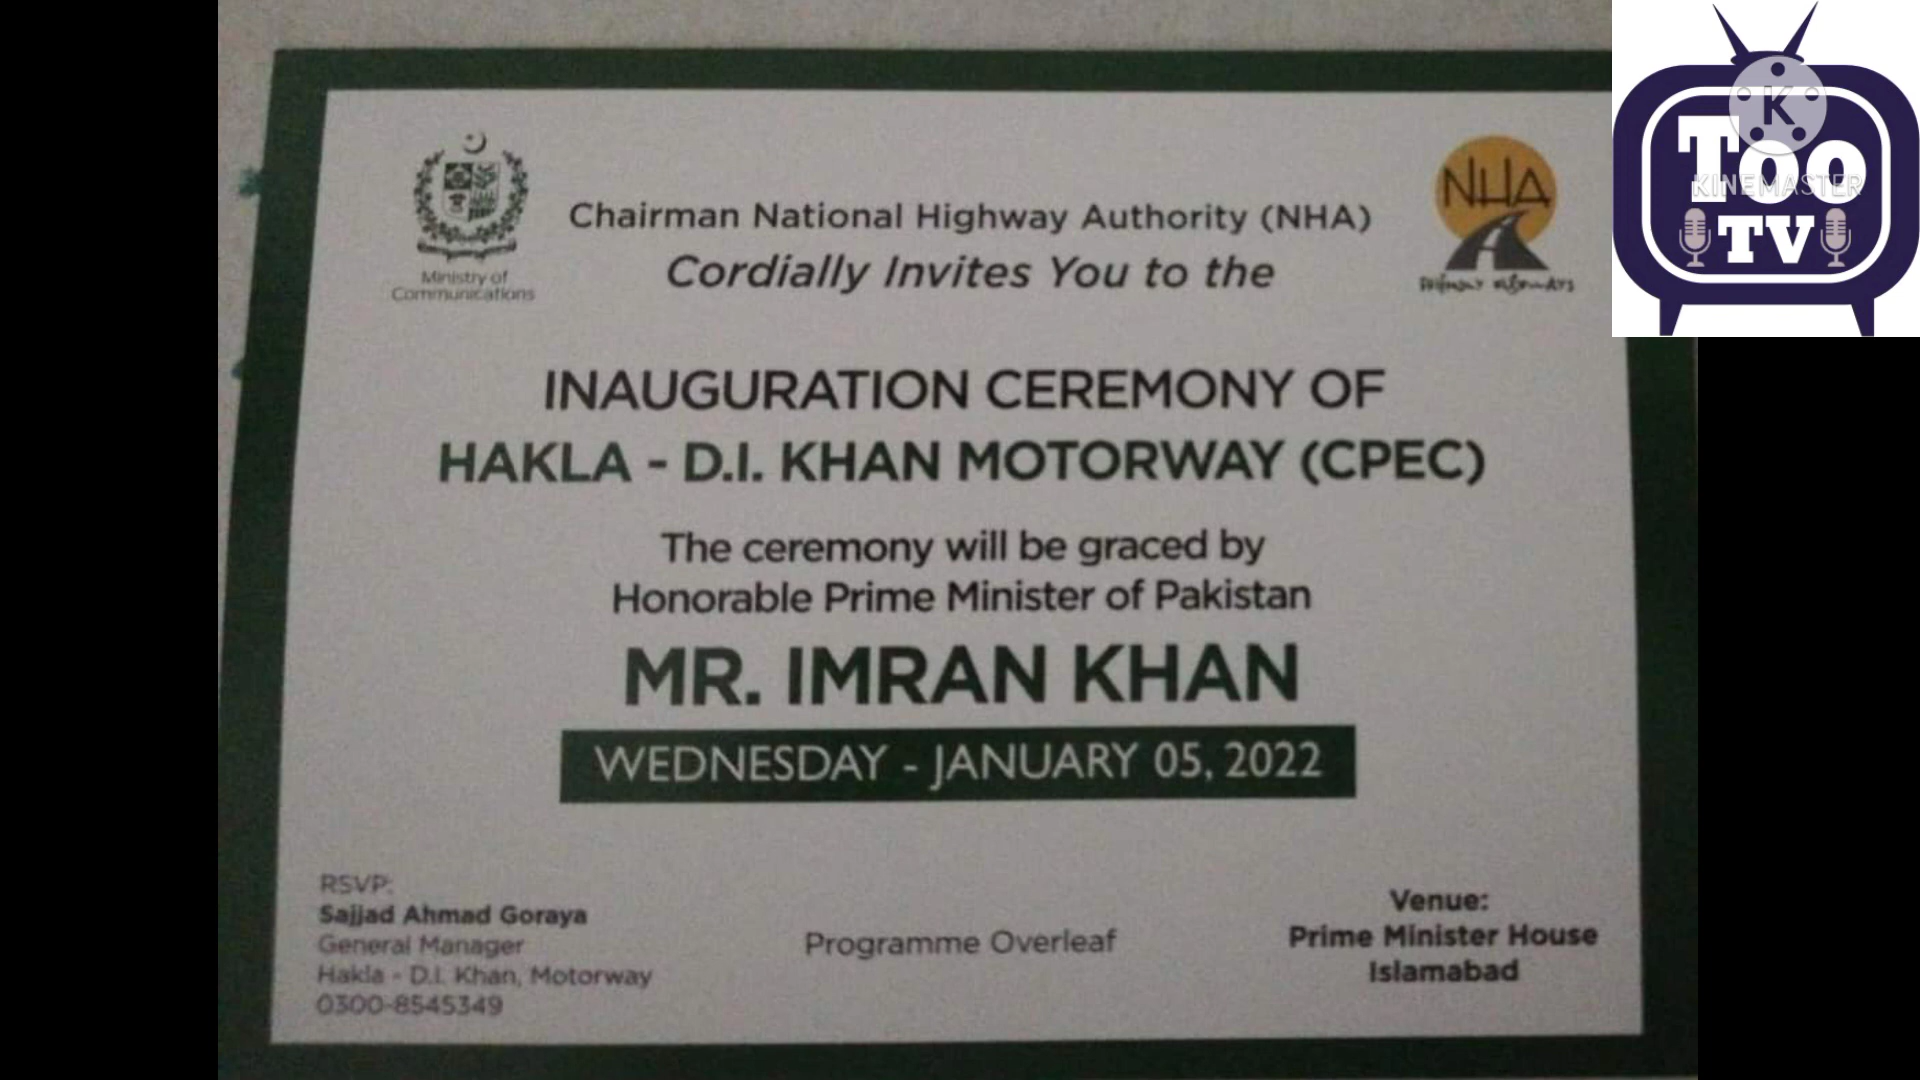 Chairman National Highway Authority (NHA)
Cordially Invites You to the
Ministry of
Communications
NHA
INAUGURATION CEREMONY OF
HAKLA - D.I. KHAN MOTORWAY (CPEC)
The ceremony will be graced by
Honorable Prime Minister of Pakistan
MR. IMRAN KHAN
WEDNESDAY - JANUARY 05, 2022
RSVP:
Sajjad Ahmad Goraya
General Manager
Hakla - D.I. Khan, Motorway
0300-8545349
Programme Overleaf
Venue:
Prime Minister House
Islamabad
K
Too
KINEMASTER
TV